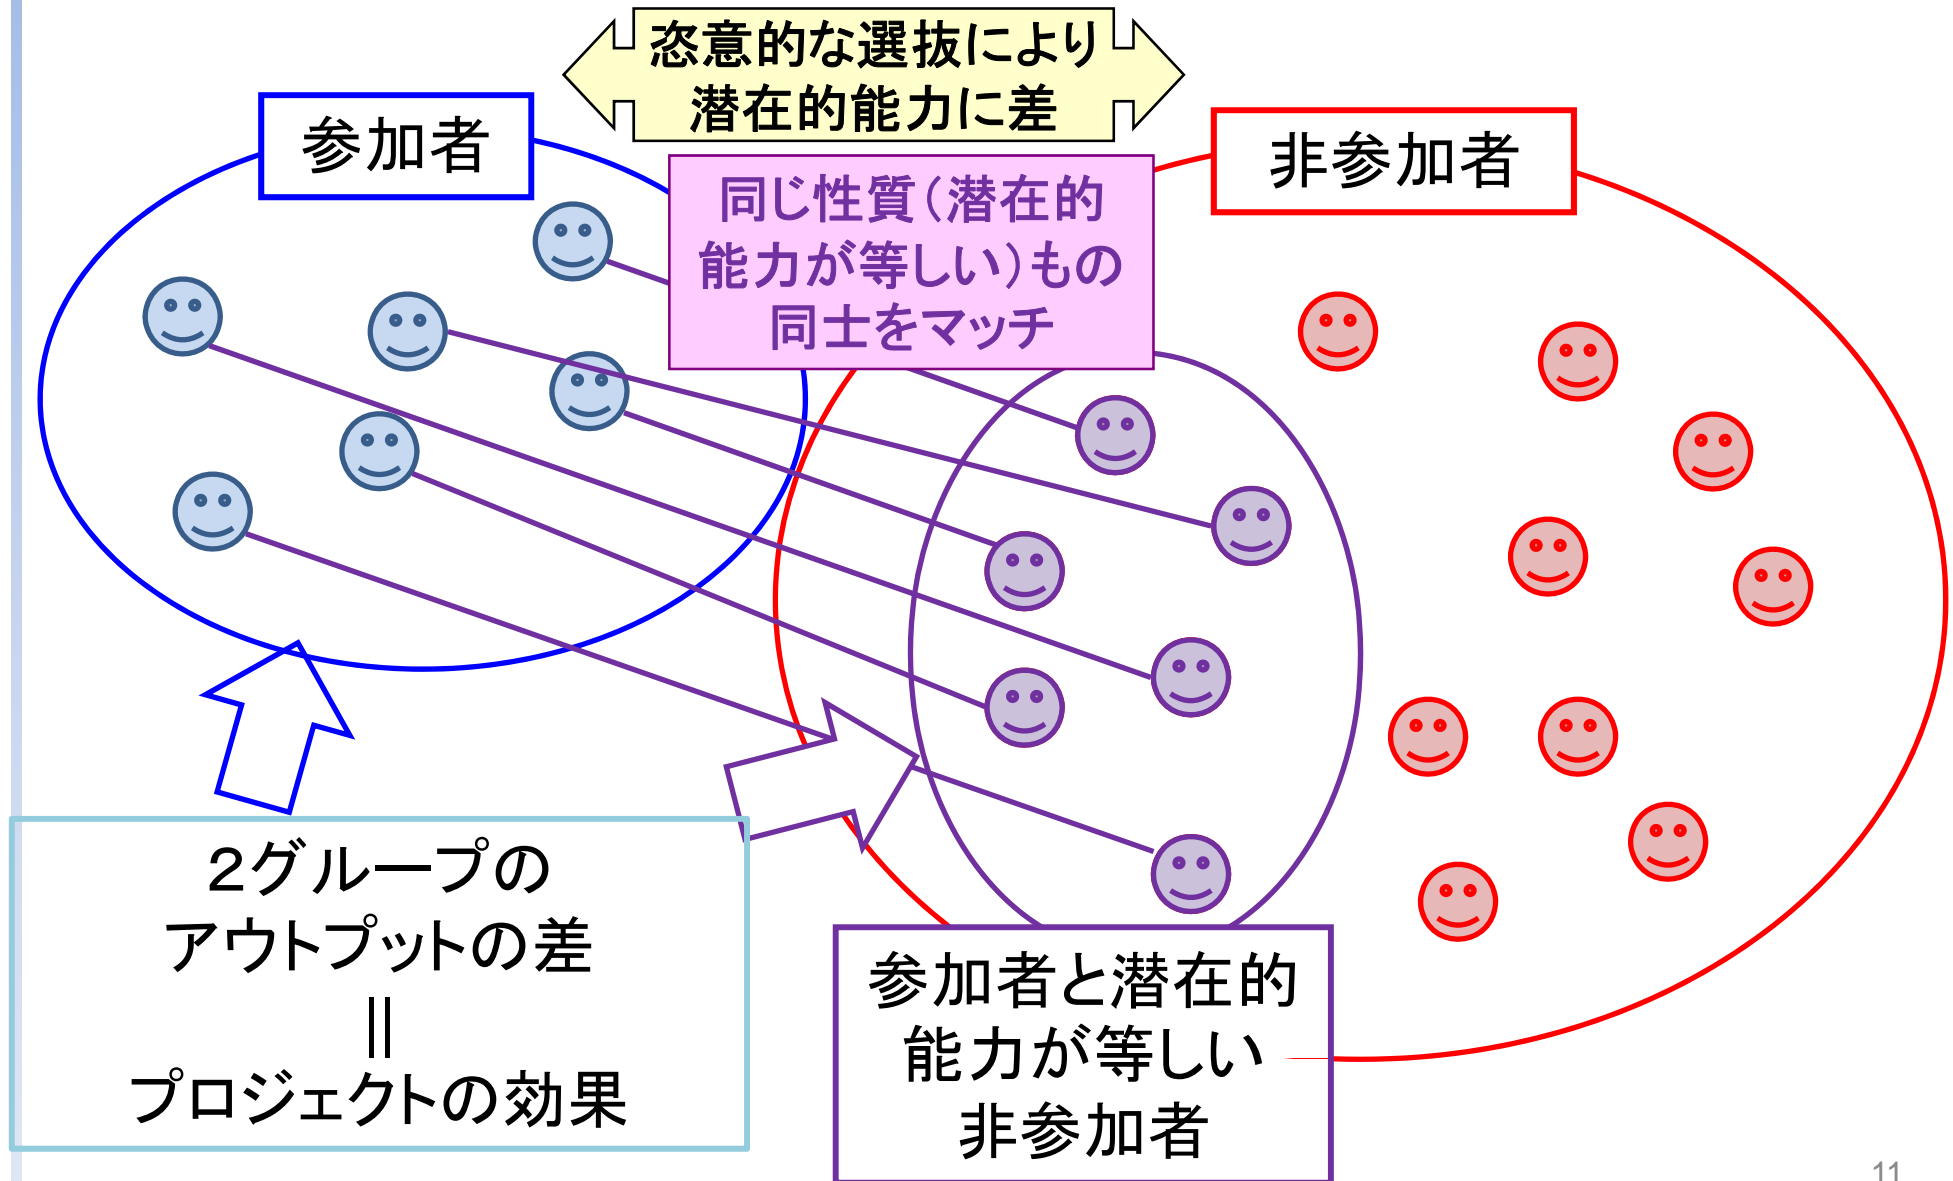 恣意的な選抜により
潜在的能力に差
参加者
非参加者
同じ性質（潜在的
能力が等しい）もの
同士をマッチ
２グループの
アウトプットの差
||
プロジェクトの効果
参加者と潜在的
能力が等しい
非参加者
11